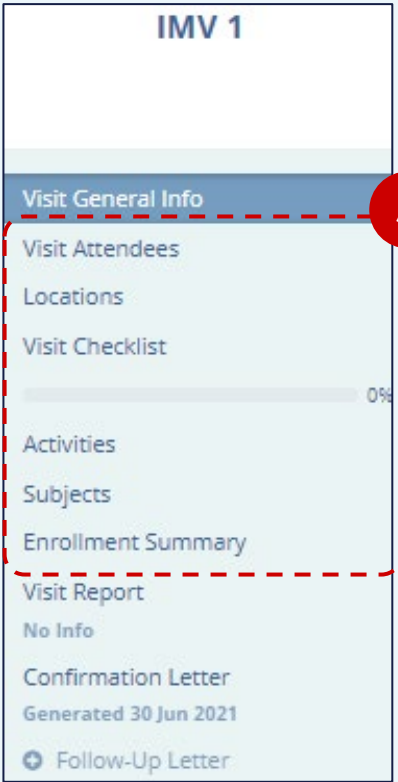 IMV 1
Visit General Info
Visit Attendees
Locations
Visit Checklist
0%
Activities
Subjects
Enrollment Summary
Visit Report
No Info
Confirmation Letter
Generated 30 Jun 2021
Follow-Up Letter